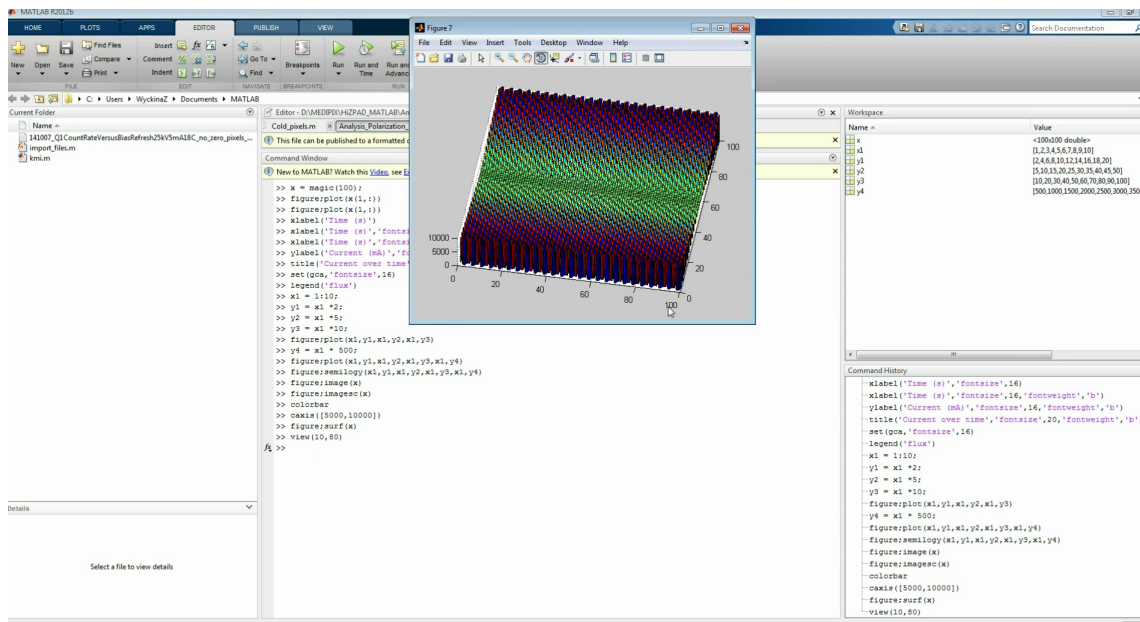 MATLAB R2012b
HOME PLOTS APPS EDITOR PUBLISH VIEW
Search Documentation
New Open Save
Find Files
Compare
Print
Insert
Comment
Indent
Go To
Find
Breakpoints
Run
Run and Time
Run and Advance
FILE EDIT NAVIGATE BREAKPOINTS RUN
C: Users WyckinaZ Documents MATLAB
Current Folder
Name
141007_Q1CountRateVersusBiasRefresh25kV5mA18C_no_zero_pixels_...
import_files.m
kmi.m
Details
Select a file to view details
Editor - D:\MEDIPIX\HiZPAD_MATLAB\An
Cold_pixels.m Analysis_Polarization_
This file can be published to a formatted d
Command Window
New to MATLAB? Watch this Video, see E
>> x = magic(100);
>> figure;plot(x(1,:))
>> figure;plot(x(1,:))
>> xlabel('Time (s)')
>> xlabel('Time (s)','fontsi
>> xlabel('Time (s)','fontsi
>> ylabel('Current (mA)','fo
>> title('Current over time'
>> set(gca,'fontsize',16)
>> legend('flux')
>> x1 = 1:10;
>> y1 = x1 *2;
>> y2 = x1 *5;
>> y3 = x1 *10;
>> figure;plot(x1,y1,x1,y2,x1,y3)
>> y4 = x1 * 500;
>> figure;plot(x1,y1,x1,y2,x1,y3,x1,y4)
>> figure;semilogy(x1,y1,x1,y2,x1,y3,x1,y4)
>> figure;image(x)
>> figure;imagesc(x)
>> colorbar
>> caxis([5000,10000])
>> figure;surf(x)
>> view(10,80)
fx >>
Figure 7
File Edit View Insert Tools Desktop Window Help
100
80
60
40
20
0
10000
5000
0
0 20 40 60 80 100
Workspace
Name Value
x <100x100 double>
x1 [1,2,3,4,5,6,7,8,9,10]
y1 [2,4,6,8,10,12,14,16,18,20]
y2 [5,10,15,20,25,30,35,40,45,50]
y3 [10,20,30,40,50,60,70,80,90,100]
y4 [500,1000,1500,2000,2500,3000,350
Command History
xlabel('Time (s)','fontsize',16)
xlabel('Time (s)','fontsize',16,'fontweight','b')
ylabel('Current (mA)','fontsize',16,'fontweight','b')
title('Current over time','fontsize',20,'fontweight','b'
set(gca,'fontsize',16)
legend('flux')
x1 = 1:10;
y1 = x1 *2;
y2 = x1 *5;
y3 = x1 *10;
figure;plot(x1,y1,x1,y2,x1,y3)
y4 = x1 * 500;
figure;plot(x1,y1,x1,y2,x1,y3,x1,y4)
figure;semilogy(x1,y1,x1,y2,x1,y3,x1,y4)
figure;image(x)
figure;imagesc(x)
colorbar
caxis([5000,10000])
figure;surf(x)
view(10,80)